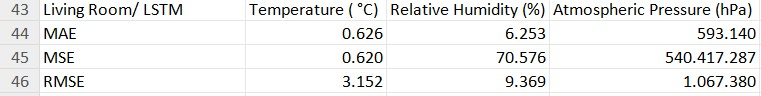 43 Living Room/ LSTM Temperature ( °C) Relative Humidity (%) Atmospheric Pressure (hPa)
44 MAE 0.626 6.253 593.140
45 MSE 0.620 70.576 540.417.287
46 RMSE 3.152 9.369 1.067.380